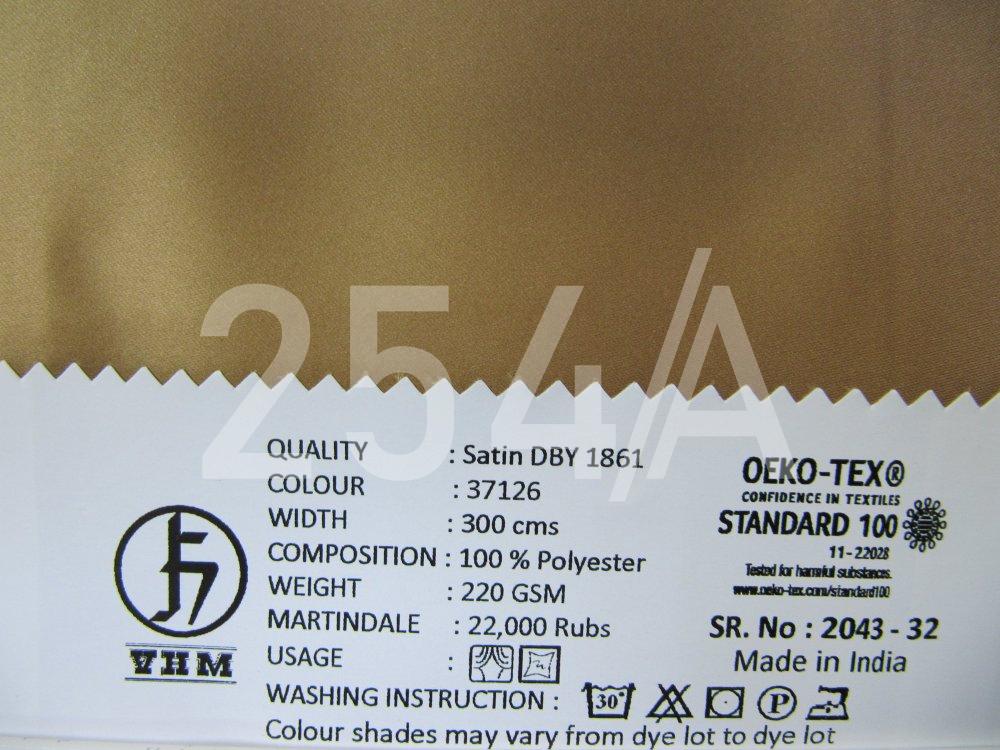 254/A
QUALITY : Satin DBY 1861
COLOUR : 37126
WIDTH : 300 cms
COMPOSITION : 100 % Polyester
WEIGHT : 220 GSM
MARTINDALE : 22,000 Rubs
USAGE :
WASHING INSTRUCTION : 30° P
Colour shades may vary from dye lot to dye lot
VHM
OEKO-TEX®
CONFIDENCE IN TEXTILES
STANDARD 100
11-22028
Tested for harmful substances.
www.oeko-tex.com/standard100
SR. No : 2043 - 32
Made in India